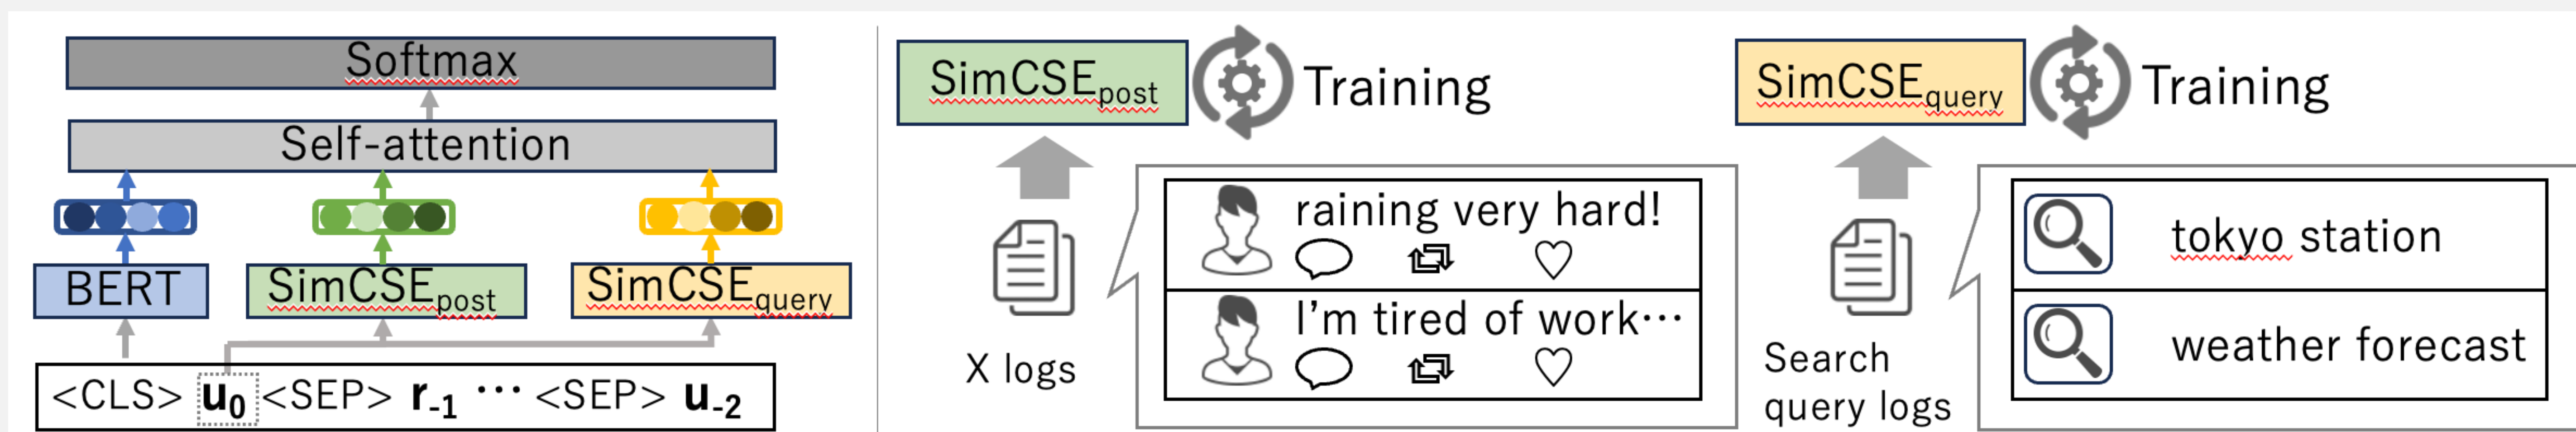 Softmax
Self-attention
BERT
SimCSEpost
SimCSEquery
<CLS> u0 <SEP> r-1 ··· <SEP> u-2
SimCSEpost
Training
X logs
raining very hard!
I'm tired of work···
SimCSEquery
Training
Search
query logs
tokyo station
weather forecast